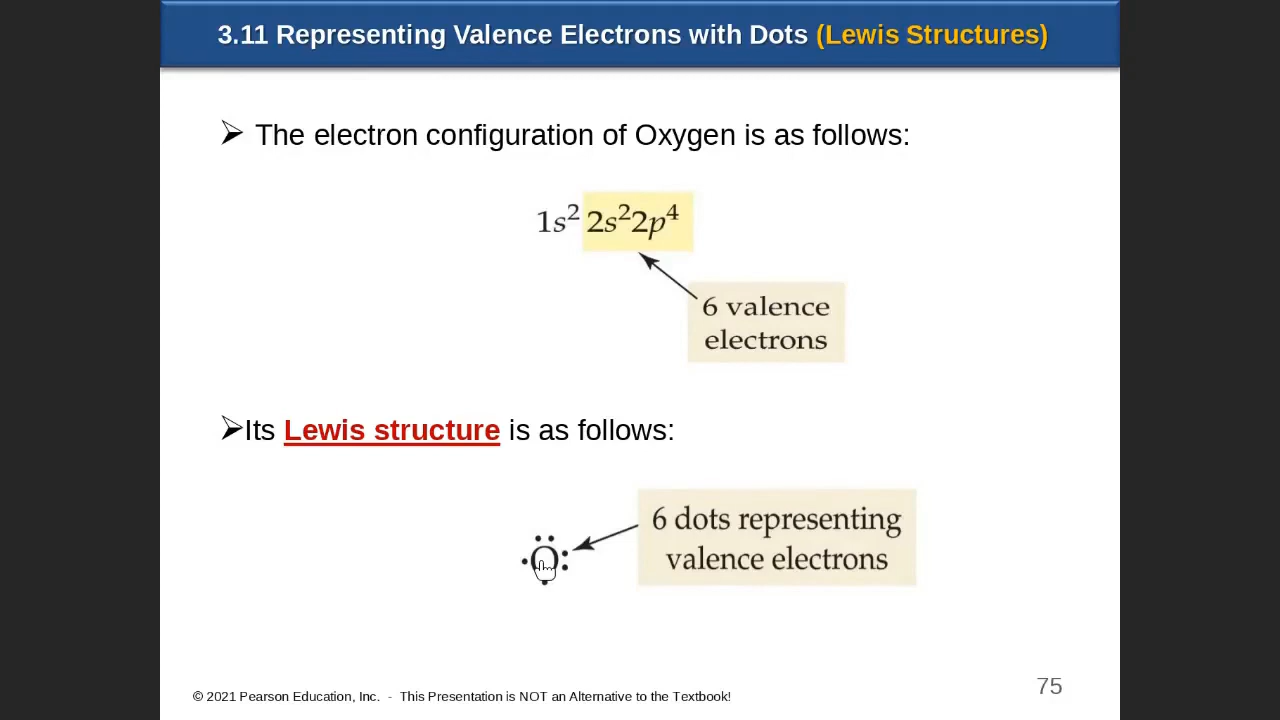 3.11 Representing Valence Electrons with Dots (Lewis Structures)
➢ The electron configuration of Oxygen is as follows:
1s² 2s²2p⁴
6 valence
electrons
➢Its Lewis structure is as follows:
6 dots representing
valence electrons
O
© 2021 Pearson Education, Inc. - This Presentation is NOT an Alternative to the Textbook!
75